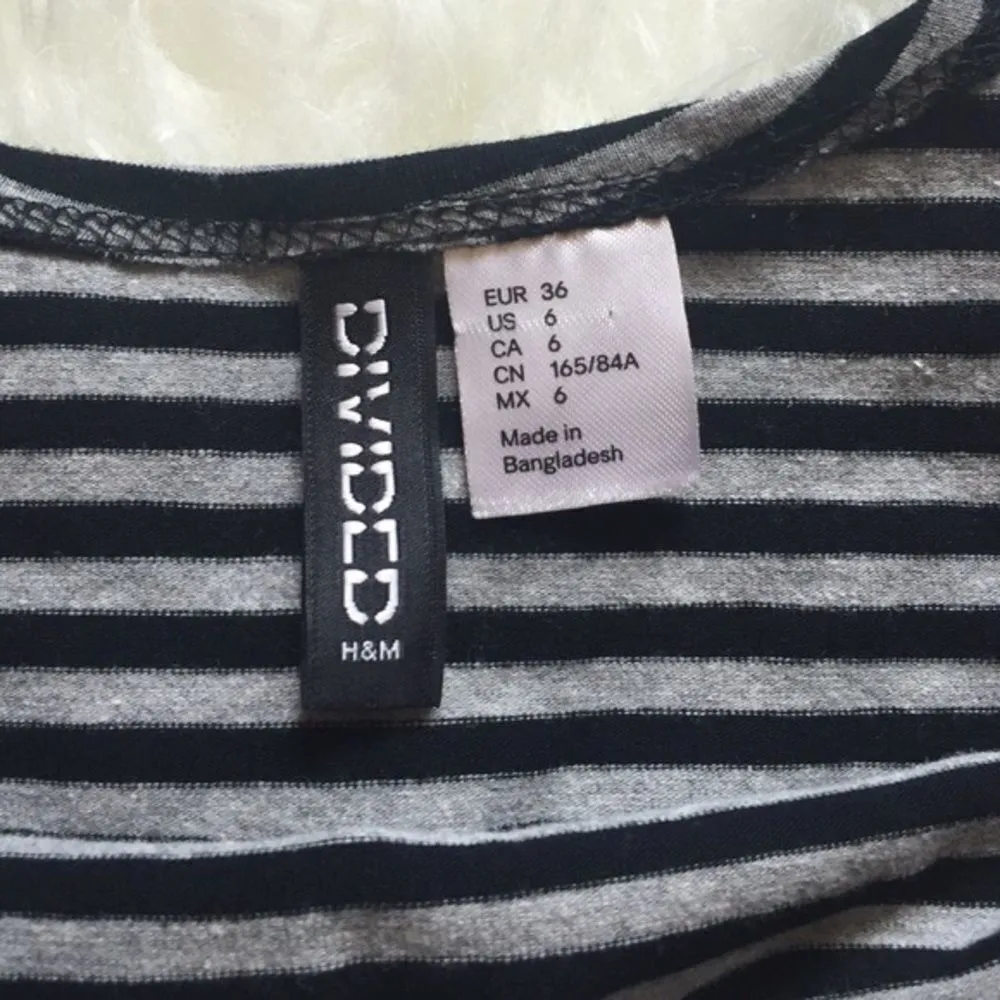 DIVIDED
H&M
EUR 36
US 6
CA 6
CN 165/84A
MX 6
Made in
Bangladesh